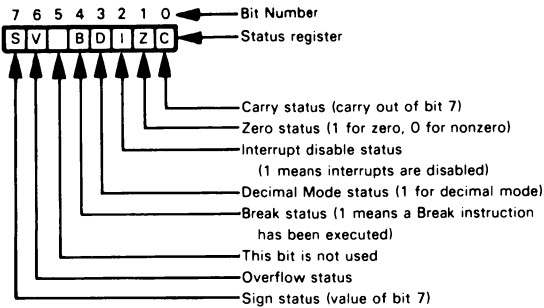 7 6 5 4 3 2 1 0 Bit Number
S V B D I Z C Status register
Carry status (carry out of bit 7)
Zero status (1 for zero, 0 for nonzero)
Interrupt disable status
(1 means interrupts are disabled)
Decimal Mode status (1 for decimal mode)
Break status (1 means a Break instruction
has been executed)
This bit is not used
Overflow status
Sign status (value of bit 7)